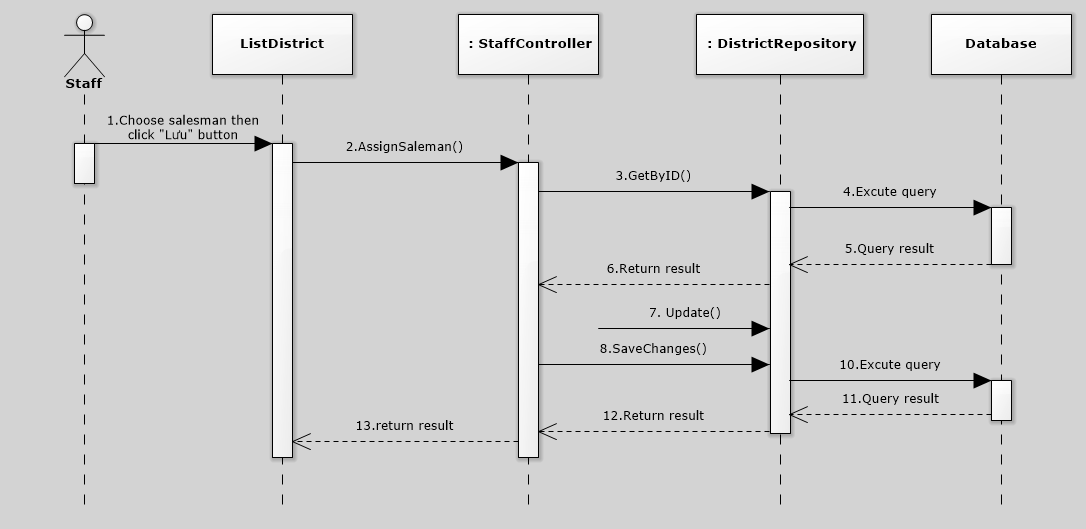 Staff
ListDistrict
: StaffController
: DistrictRepository
Database
1.Choose salesman then
click "Lưu" button
2.AssignSaleman()
3.GetByID()
4.Excute query
5.Query result
6.Return result
7. Update()
8.SaveChanges()
10.Excute query
11.Query result
12.Return result
13.return result